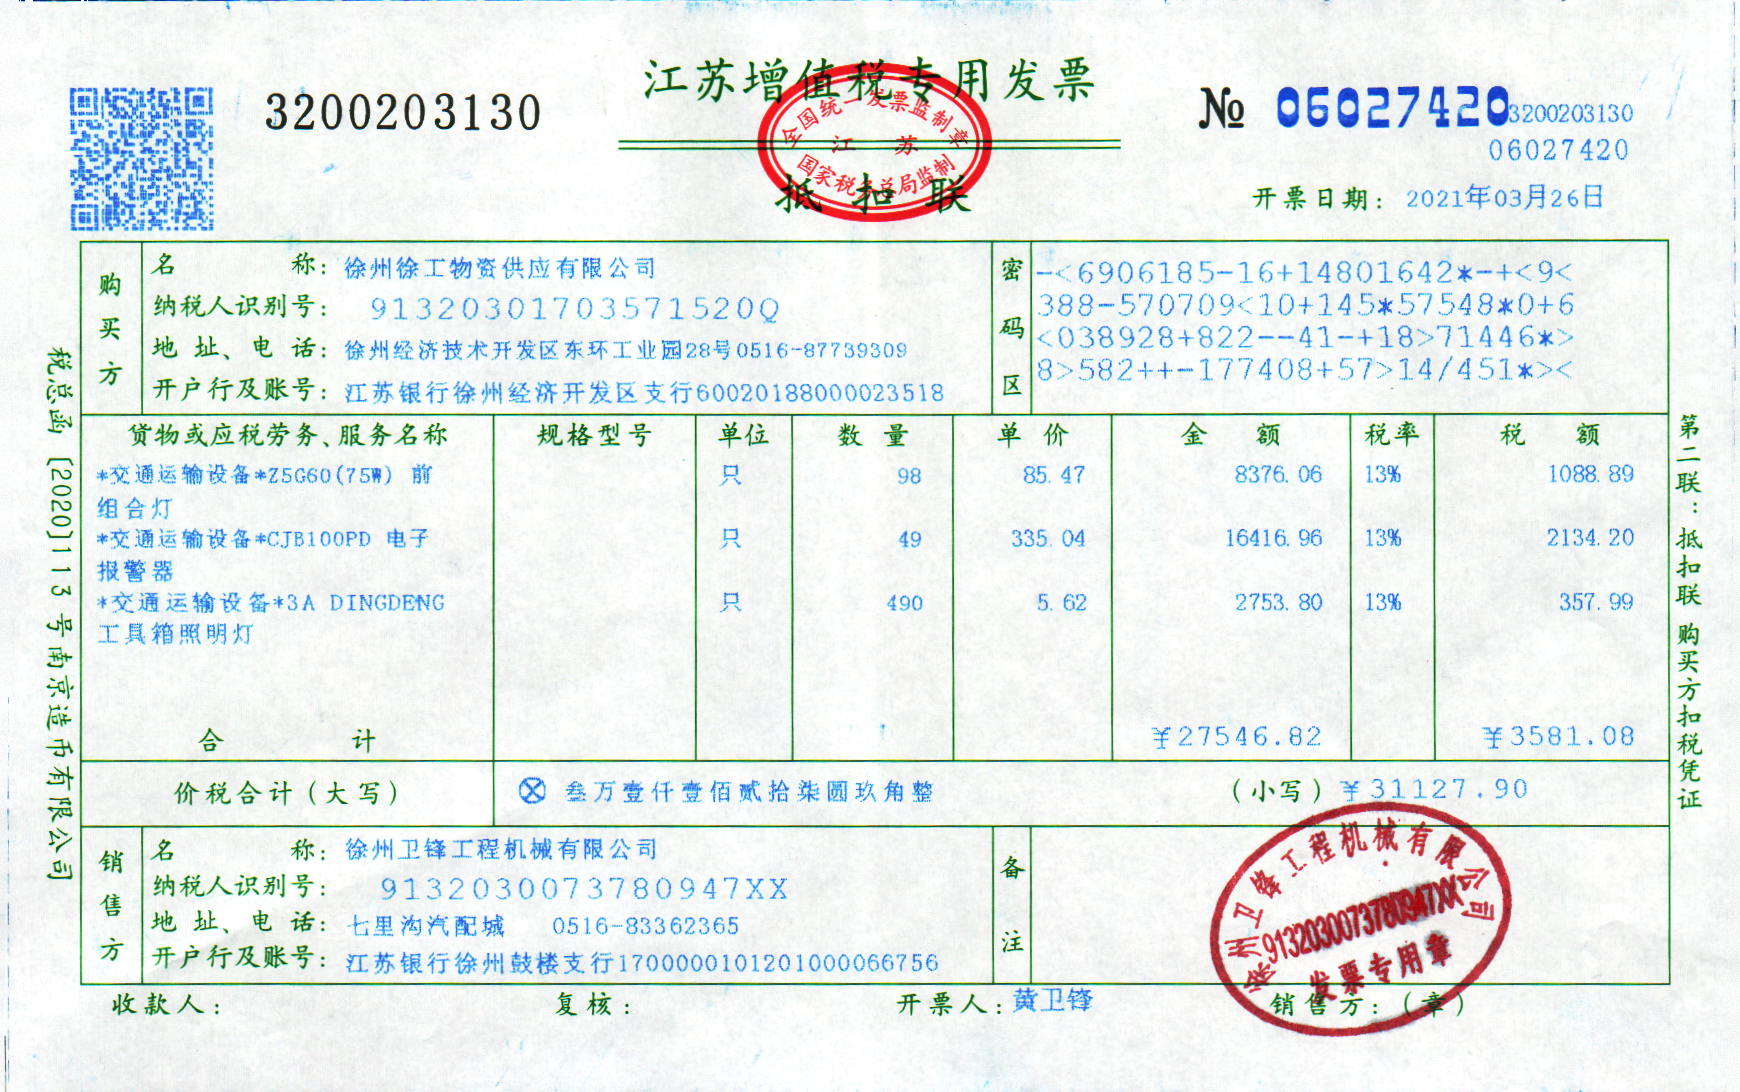 江苏增值税专用发票
3200203130
№ 06027420
3200203130
06027420
全国统一发票监制章
江 苏
国家税务总局监制
抵 扣 联
开票日期: 2021年03月26日
购买方
名 称: 徐州徐工物资供应有限公司
纳税人识别号: 91320301703571520Q
地 址、电 话: 徐州经济技术开发区东环工业园28号0516-87739309
开户行及账号: 江苏银行徐州经济开发区支行60020188000023518
密码区
-<6906185-16+14801642*-+<9<
388-570709<10+145*57548*0+6
<038928+822--41-+18>71446*>
8>582++-177408+57>14/451*><
货物或应税劳务、服务名称 规格型号 单位 数 量 单 价 金 额 税率 税 额
*交通运输设备*Z5G60(75W) 前 只 98 85.47 8376.06 13% 1088.89
组合灯
*交通运输设备*CJB100PD 电子 只 49 335.04 16416.96 13% 2134.20
报警器
*交通运输设备*3A DINGDENG 只 490 5.62 2753.80 13% 357.99
工具箱照明灯
合 计 ¥27546.82 ¥3581.08
价税合计(大写) ⊗ 叁万壹仟壹佰贰拾柒圆玖角整 (小写) ¥31127.90
销售方
名 称: 徐州卫锋工程机械有限公司
纳税人识别号: 9132030073780947XX
地 址、电 话: 七里沟汽配城 0516-83362365
开户行及账号: 江苏银行徐州鼓楼支行1700000101201000066756
备注
徐州卫锋工程机械有限公司
9132030073780947XX
发票专用章
收款人: 复核: 开票人: 黄卫锋 销售方:(章)
税总函〔2020〕113号南京造币有限公司
第二联:抵扣联 购买方扣税凭证